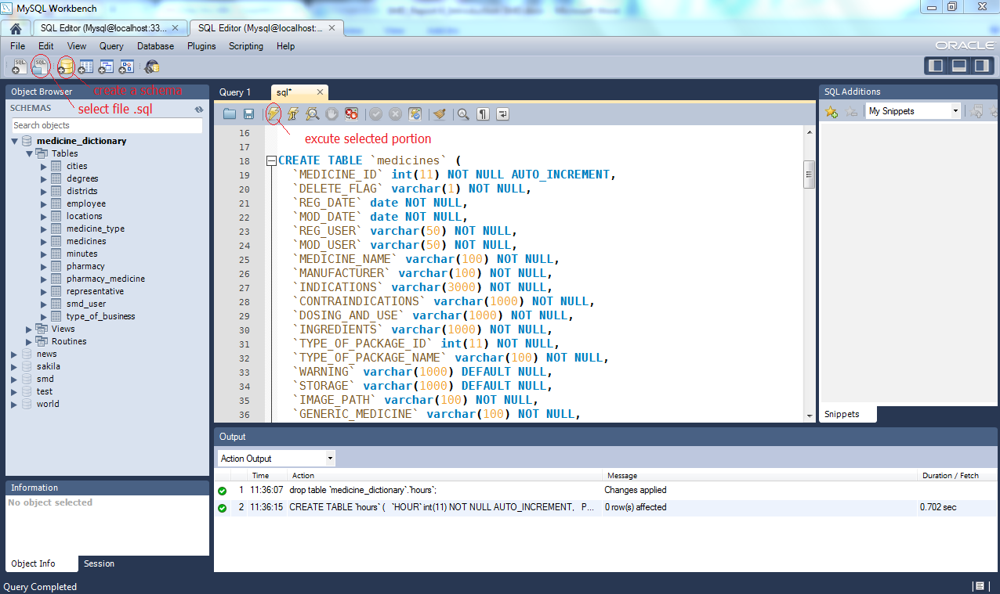 MySQL Workbench
SQL Editor (Mysql@localhost:33...
SQL Editor (Mysql@localhost:...
File Edit View Query Database Plugins Scripting Help
ORACLE
SQL SQL
create a schema
select file .sql
Object Browser
SCHEMAS
Search objects
medicine_dictionary
Tables
cities
degrees
districts
employee
locations
medicine_type
medicines
minutes
pharmacy
pharmacy_medicine
representative
smd_user
type_of_business
Views
Routines
news
sakila
smd
test
world
Information
No object selected
Object Info Session
Query 1 sql*
excute selected portion
16
17
18 CREATE TABLE `medicines` (
19 `MEDICINE_ID` int(11) NOT NULL AUTO_INCREMENT,
20 `DELETE_FLAG` varchar(1) NOT NULL,
21 `REG_DATE` date NOT NULL,
22 `MOD_DATE` date NOT NULL,
23 `REG_USER` varchar(50) NOT NULL,
24 `MOD_USER` varchar(50) NOT NULL,
25 `MEDICINE_NAME` varchar(100) NOT NULL,
26 `MANUFACTURER` varchar(100) NOT NULL,
27 `INDICATIONS` varchar(3000) NOT NULL,
28 `CONTRAINDICATIONS` varchar(1000) NOT NULL,
29 `DOSING_AND_USE` varchar(1000) NOT NULL,
30 `INGREDIENTS` varchar(1000) NOT NULL,
31 `TYPE_OF_PACKAGE_ID` int(11) NOT NULL,
32 `TYPE_OF_PACKAGE_NAME` varchar(100) NOT NULL,
33 `WARNING` varchar(1000) DEFAULT NULL,
34 `STORAGE` varchar(1000) DEFAULT NULL,
35 `IMAGE_PATH` varchar(100) NOT NULL,
36 `GENERIC_MEDICINE` varchar(100) NOT NULL,
SQL Additions
My Snippets
Snippets
Output
Action Output
Time Action Message Duration / Fetch
1 11:36:07 drop table `medicine_dictionary`.`hours`; Changes applied
2 11:36:15 CREATE TABLE `hours` ( `HOUR` int(11) NOT NULL AUTO_INCREMENT, P... 0 row(s) affected 0.702 sec
Query Completed